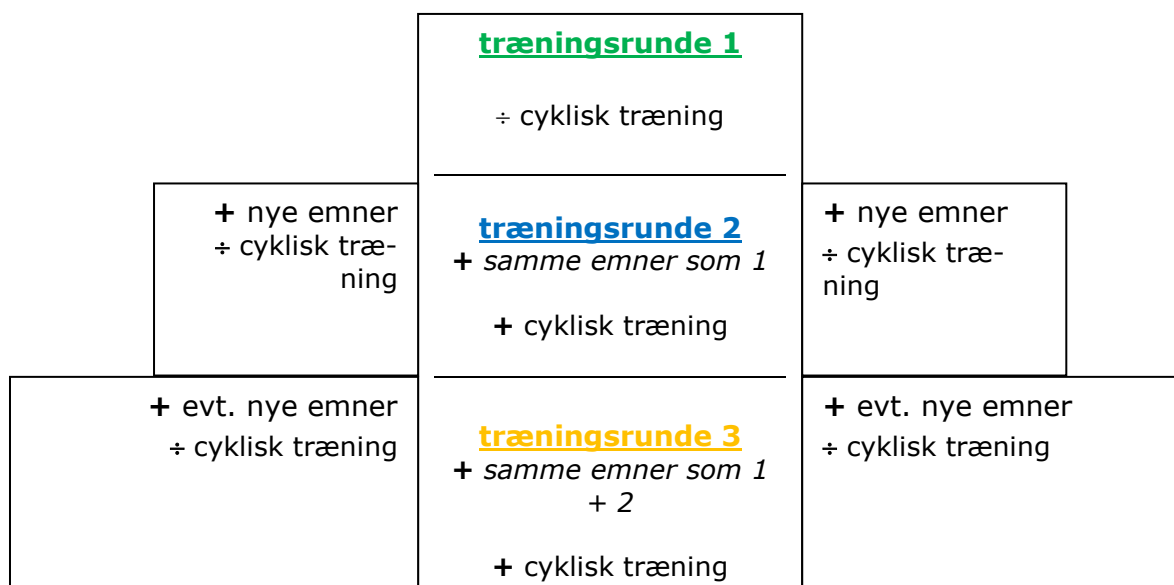 træningsrunde 1
÷ cyklisk træning
+ nye emner
÷ cyklisk træ-
ning
træningsrunde 2
+ samme emner som 1
+ cyklisk træning
+ nye emner
÷ cyklisk træ-
ning
+ evt. nye emner
÷ cyklisk træning
træningsrunde 3
+ samme emner som 1
+ 2
+ cyklisk træning
+ evt. nye emner
÷ cyklisk træning